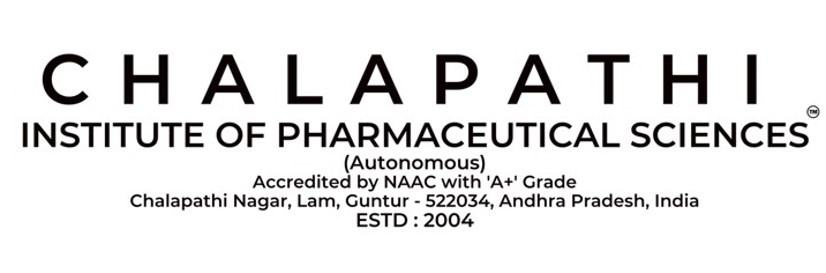 CHALAPATHI
INSTITUTE OF PHARMACEUTICAL SCIENCES™
(Autonomous)
Accredited by NAAC with 'A+' Grade
Chalapathi Nagar, Lam, Guntur - 522034, Andhra Pradesh, India
ESTD : 2004